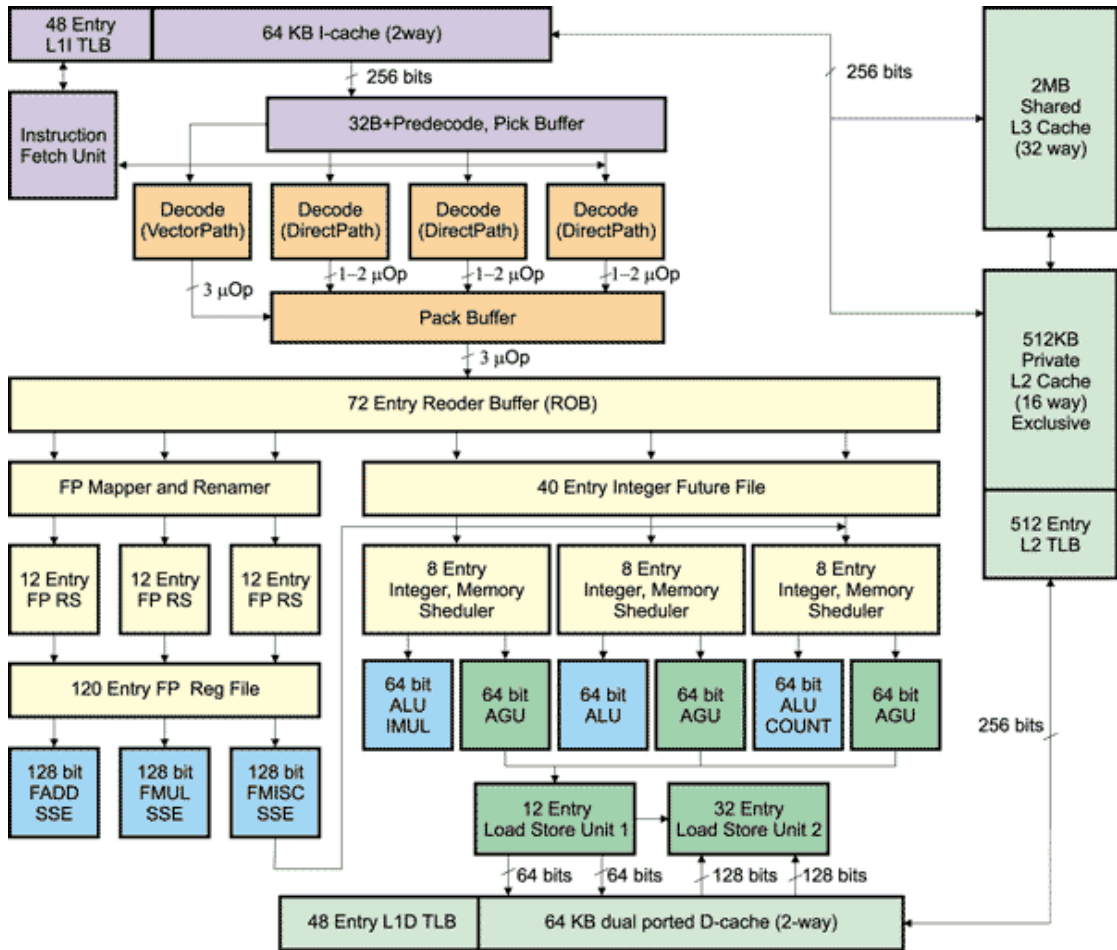 48 Entry
L1I TLB
64 KB I-cache (2way)
256 bits
256 bits
2MB
Shared
L3 Cache
(32 way)
Instruction
Fetch Unit
32B+Predecode, Pick Buffer
Decode
(VectorPath)
Decode
(DirectPath)
Decode
(DirectPath)
Decode
(DirectPath)
3 μOp
1–2 μOp
1–2 μOp
1–2 μOp
Pack Buffer
3 μOp
512KB
Private
L2 Cache
(16 way)
Exclusive
72 Entry Reoder Buffer (ROB)
FP Mapper and Renamer
40 Entry Integer Future File
512 Entry
L2 TLB
12 Entry
FP RS
12 Entry
FP RS
12 Entry
FP RS
8 Entry
Integer, Memory
Sheduler
8 Entry
Integer, Memory
Sheduler
8 Entry
Integer, Memory
Sheduler
120 Entry FP Reg File
64 bit
ALU
IMUL
64 bit
AGU
64 bit
ALU
64 bit
AGU
64 bit
ALU
COUNT
64 bit
AGU
256 bits
128 bit
FADD
SSE
128 bit
FMUL
SSE
128 bit
FMISC
SSE
12 Entry
Load Store Unit 1
32 Entry
Load Store Unit 2
64 bits
64 bits
128 bits
128 bits
48 Entry L1D TLB
64 KB dual ported D-cache (2-way)